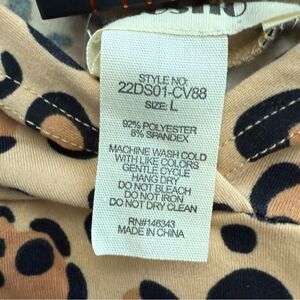 STYLE NO:
22DS01-CV88
SIZE: L
92% POLYESTER
8% SPANDEX
MACHINE WASH COLD
WITH LIKE COLORS
GENTLE CYCLE
HANG DRY
DO NOT BLEACH
DO NOT IRON
DO NOT DRY CLEAN
RN#146343
MADE IN CHINA